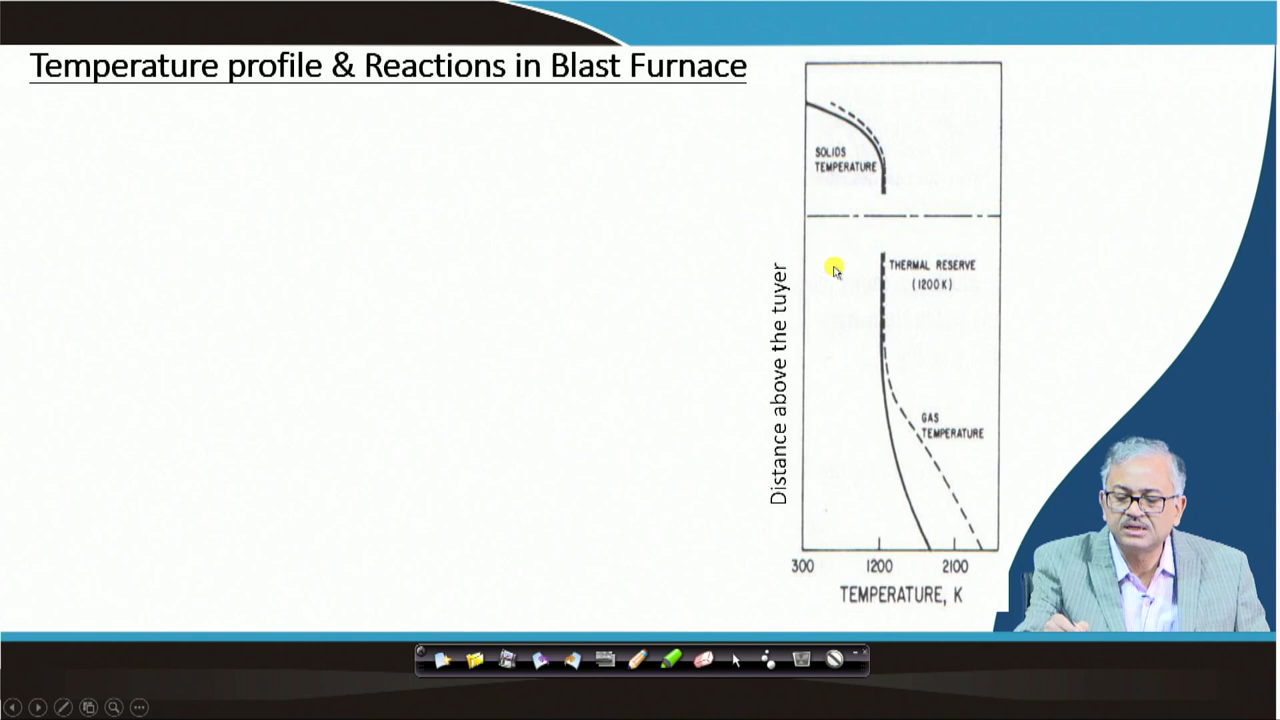 Temperature profile & Reactions in Blast Furnace
SOLIDS
TEMPERATURE
THERMAL RESERVE
(1200K)
GAS
TEMPERATURE
Distance above the tuyer
300 1200 2100
TEMPERATURE, K